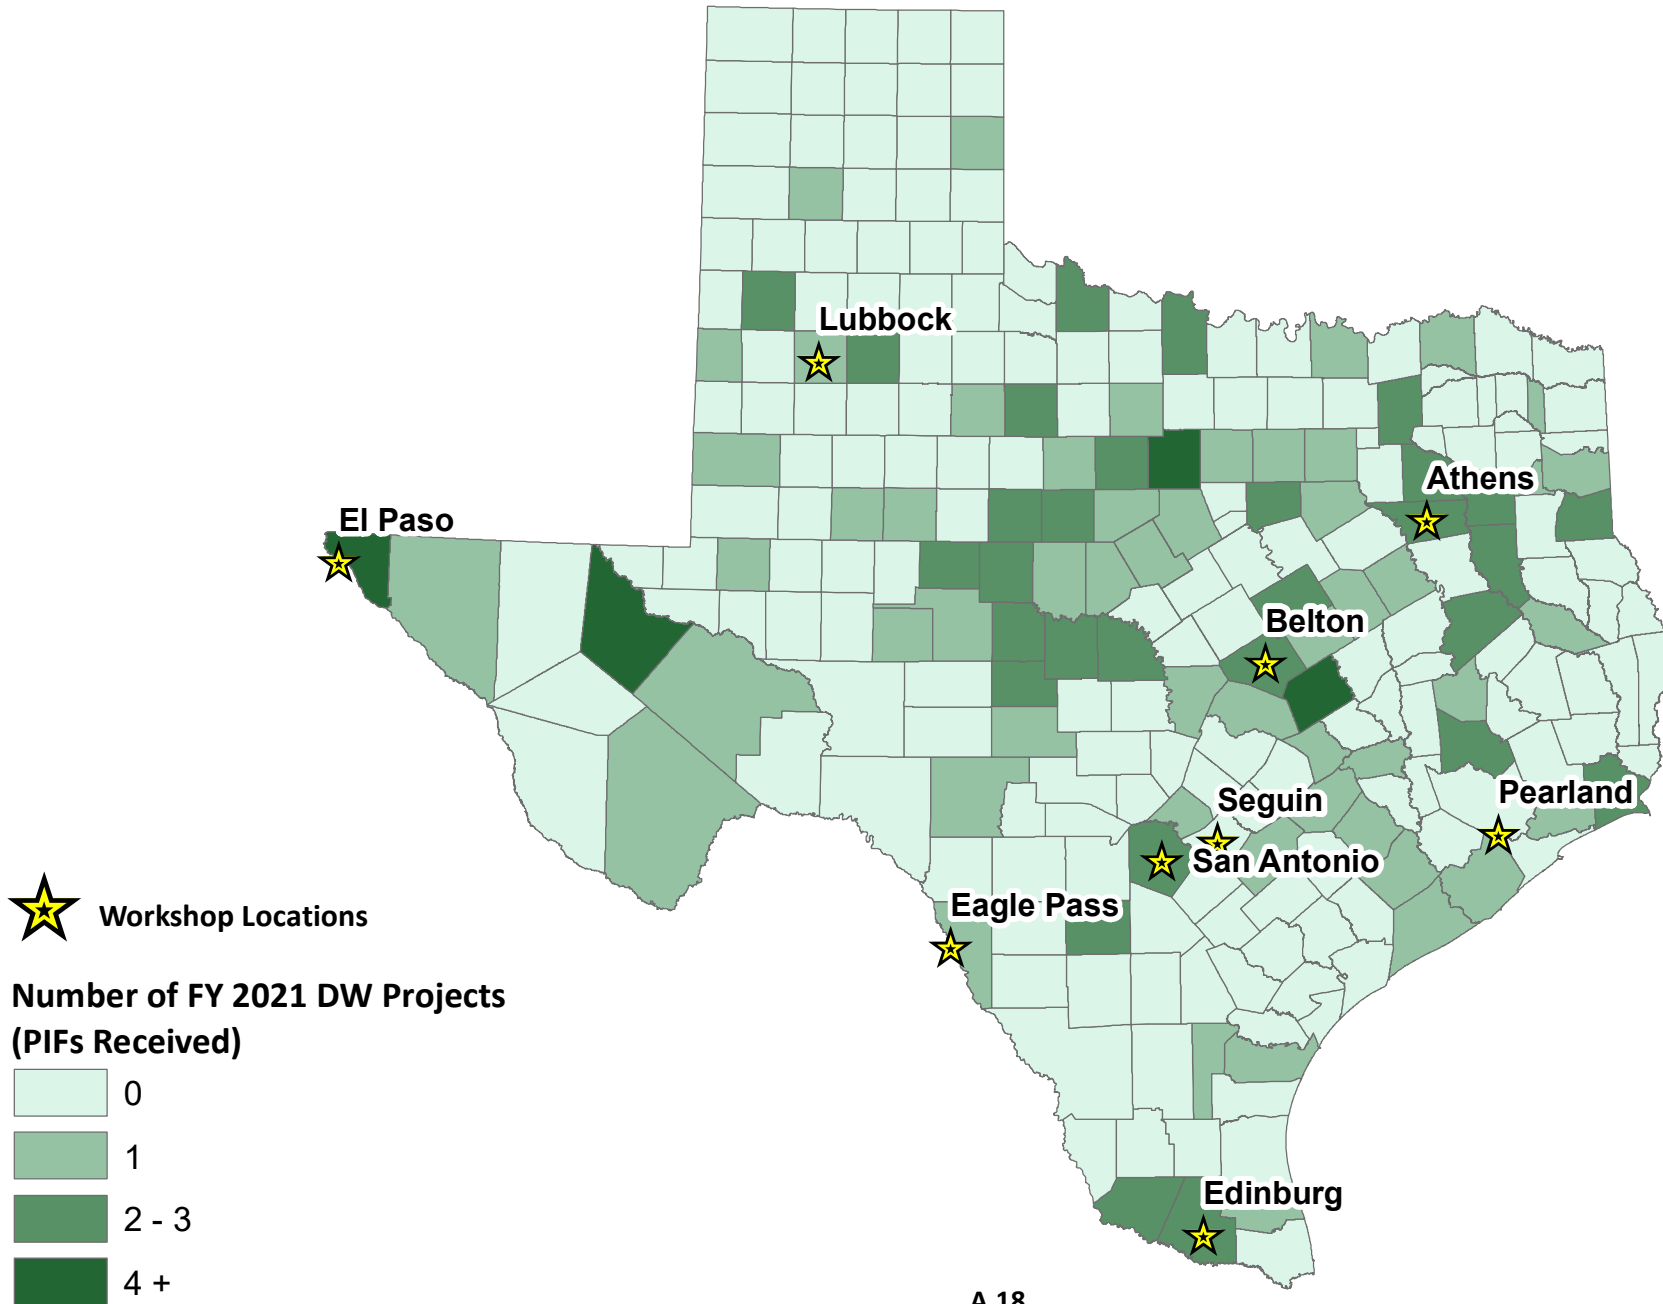 Lubbock
Athens
El Paso
Belton
Seguin
Pearland
San Antonio
Eagle Pass
Workshop Locations
Number of FY 2021 DW Projects
(PIFs Received)
0
1
Edinburg
2 - 3
4 +
A 18